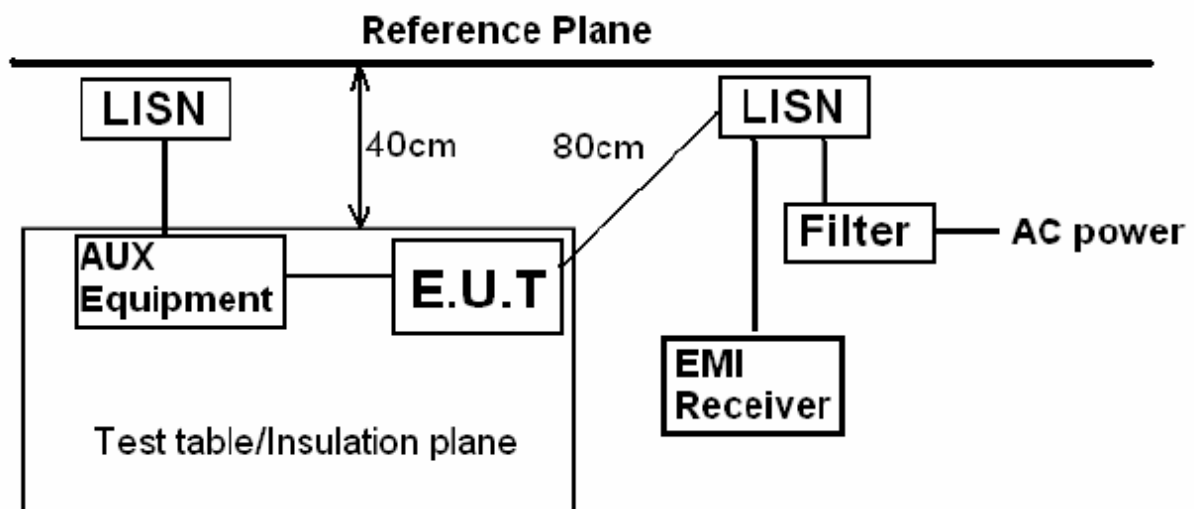 Reference Plane
LISN
40cm
80cm
LISN
Filter
AC power
AUX
Equipment
E.U.T
EMI
Receiver
Test table/Insulation plane